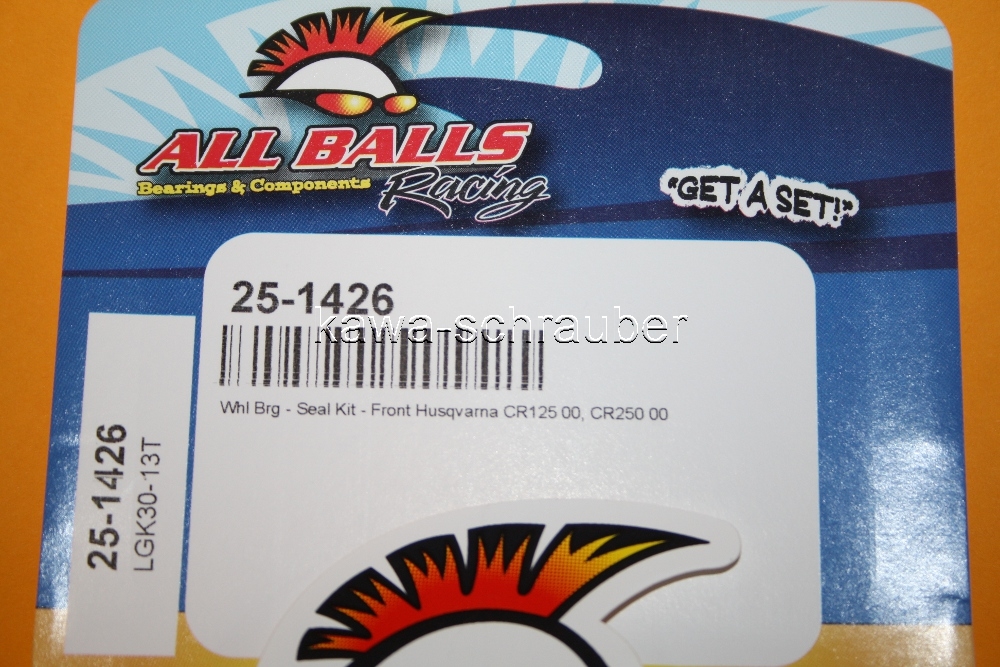 ALL BALLS
Bearings & Components
Racing
"GET A SET!"
25-1426
kawa-schrauber
Whl Brg - Seal Kit - Front Husqvarna CR125 00, CR250 00
25-1426
LGK30-13T